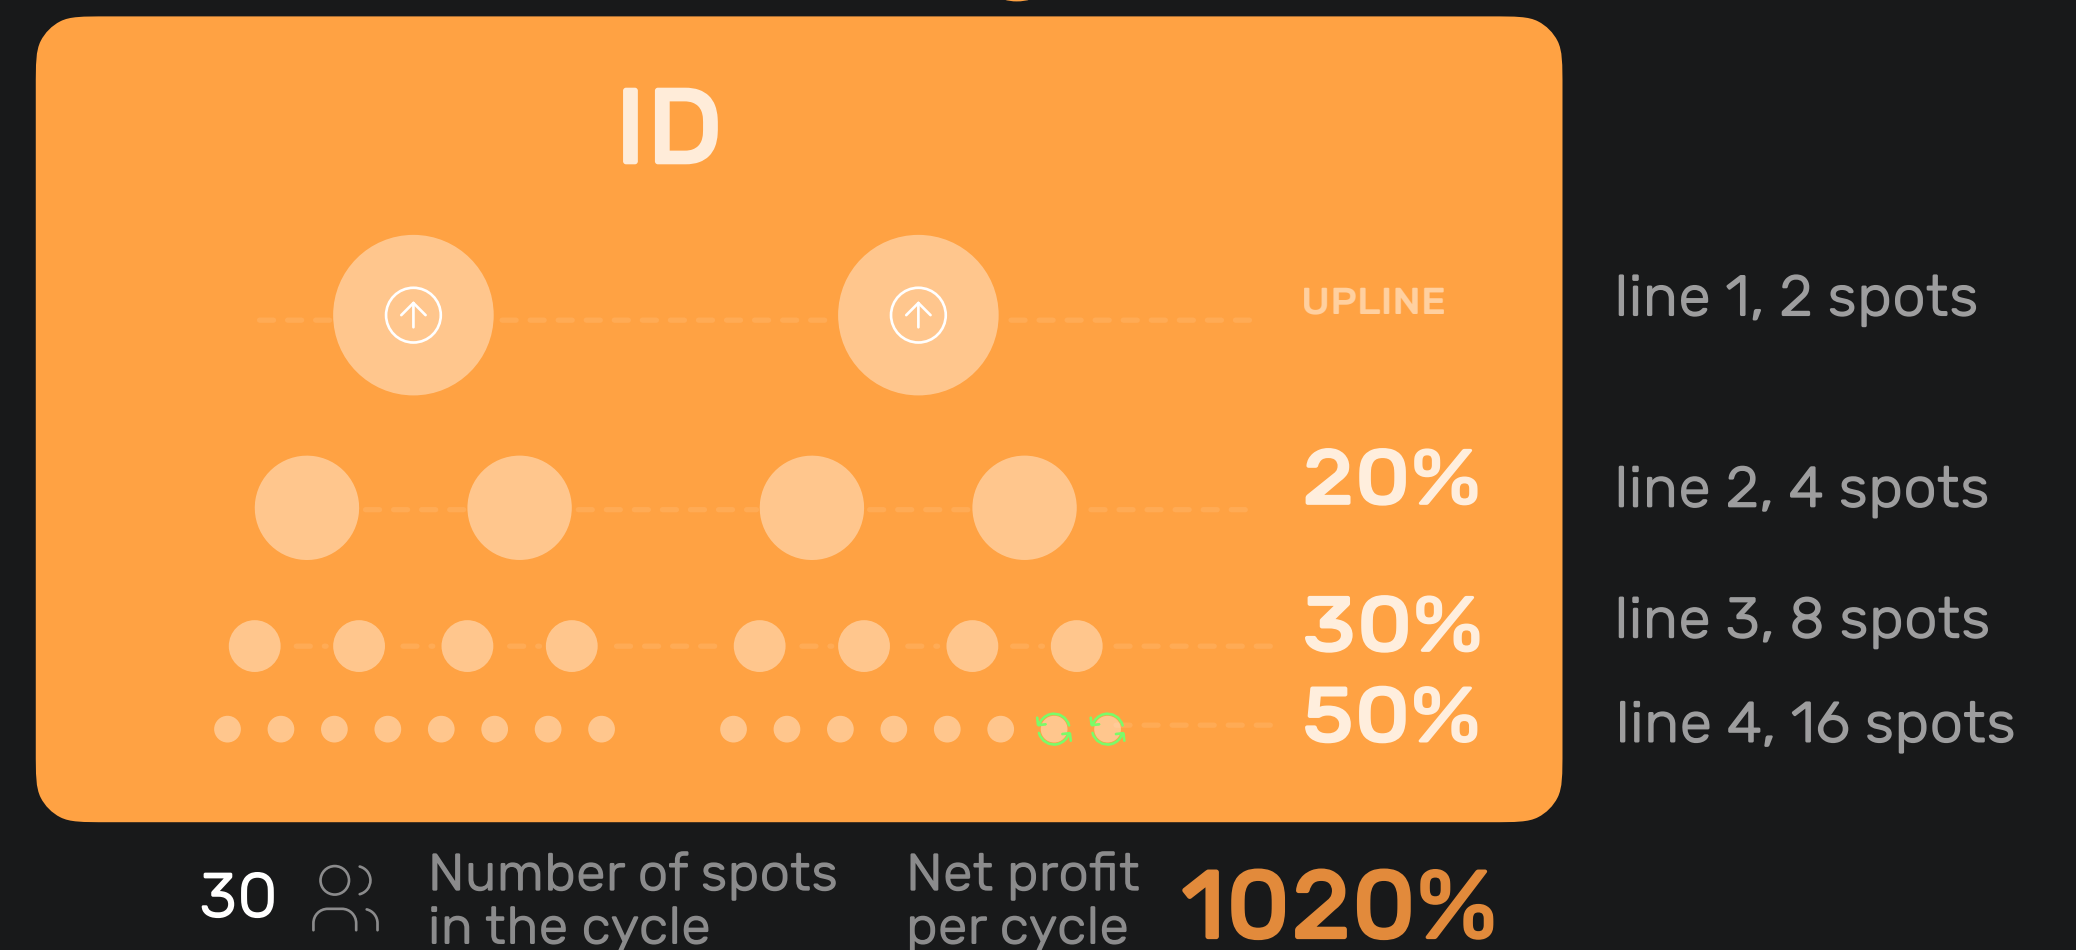 ID
UPLINE
line 1, 2 spots
20%
line 2, 4 spots
30%
line 3, 8 spots
50%
line 4, 16 spots
30
Number of spots
in the cycle
Net profit
per cycle
1020%